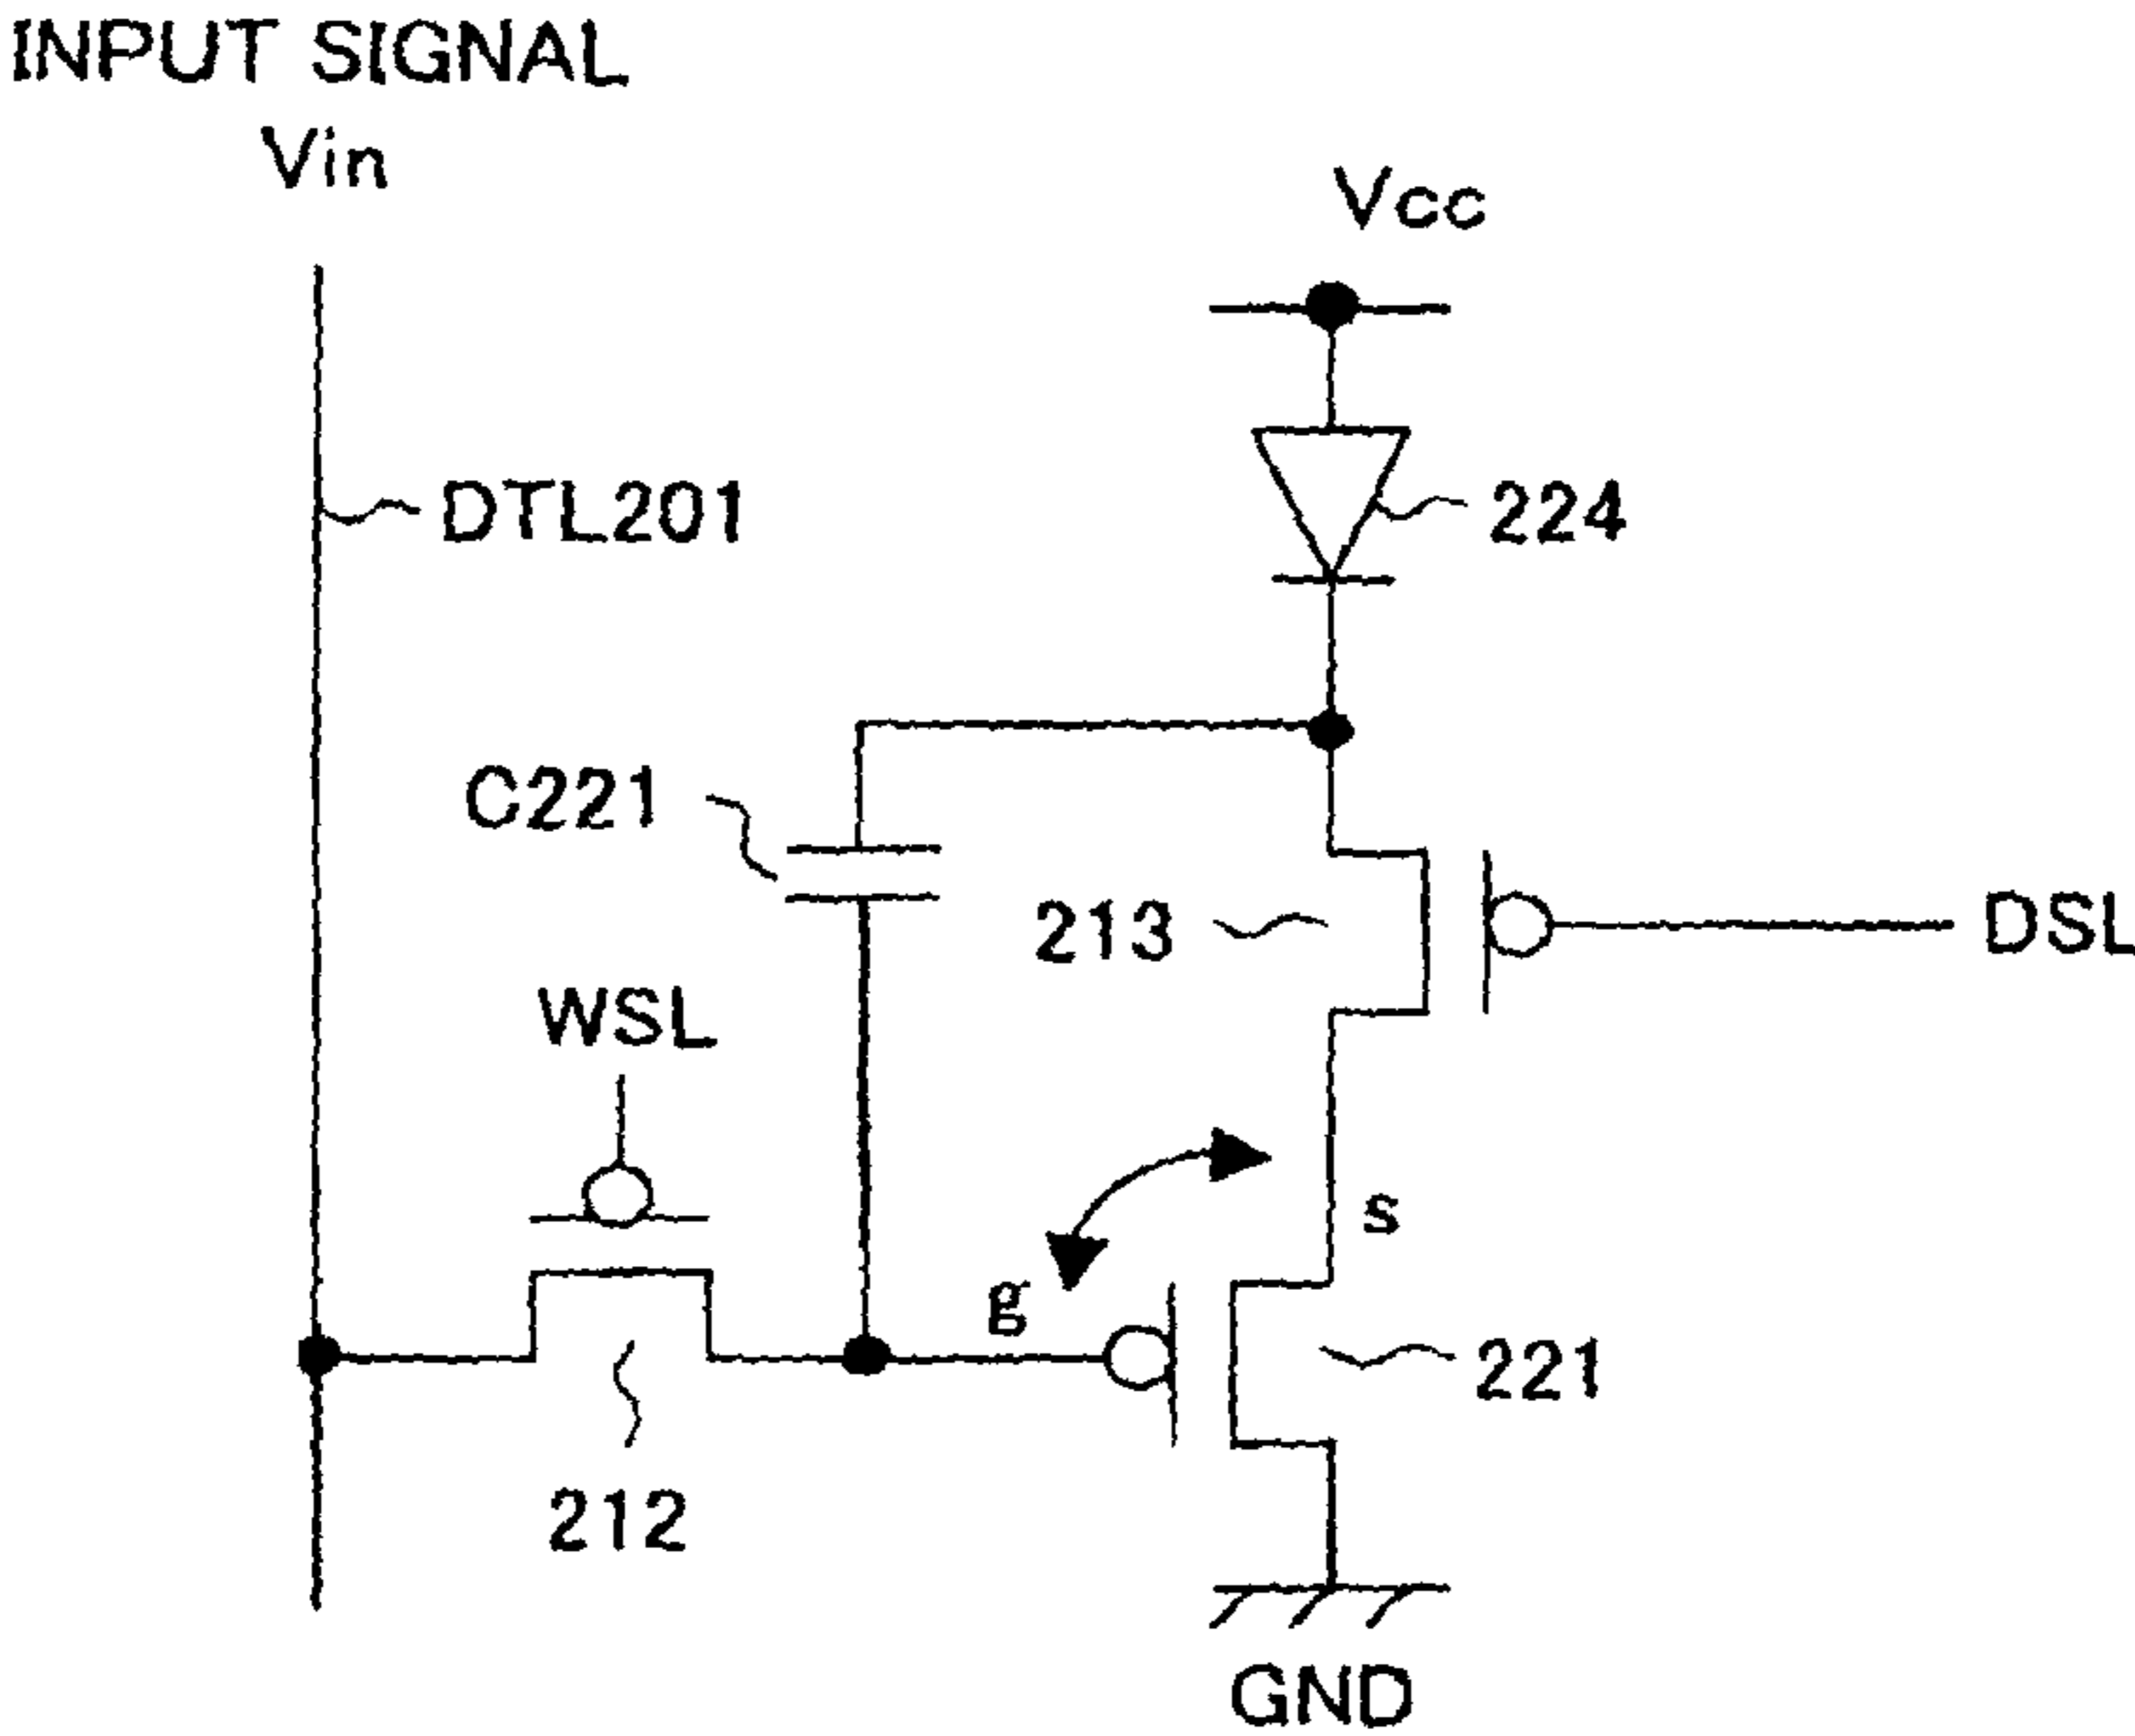 INPUT SIGNAL
Vin
Vcc
DTL201
224
C221
213
DSL
WSL
s
g
221
212
GND